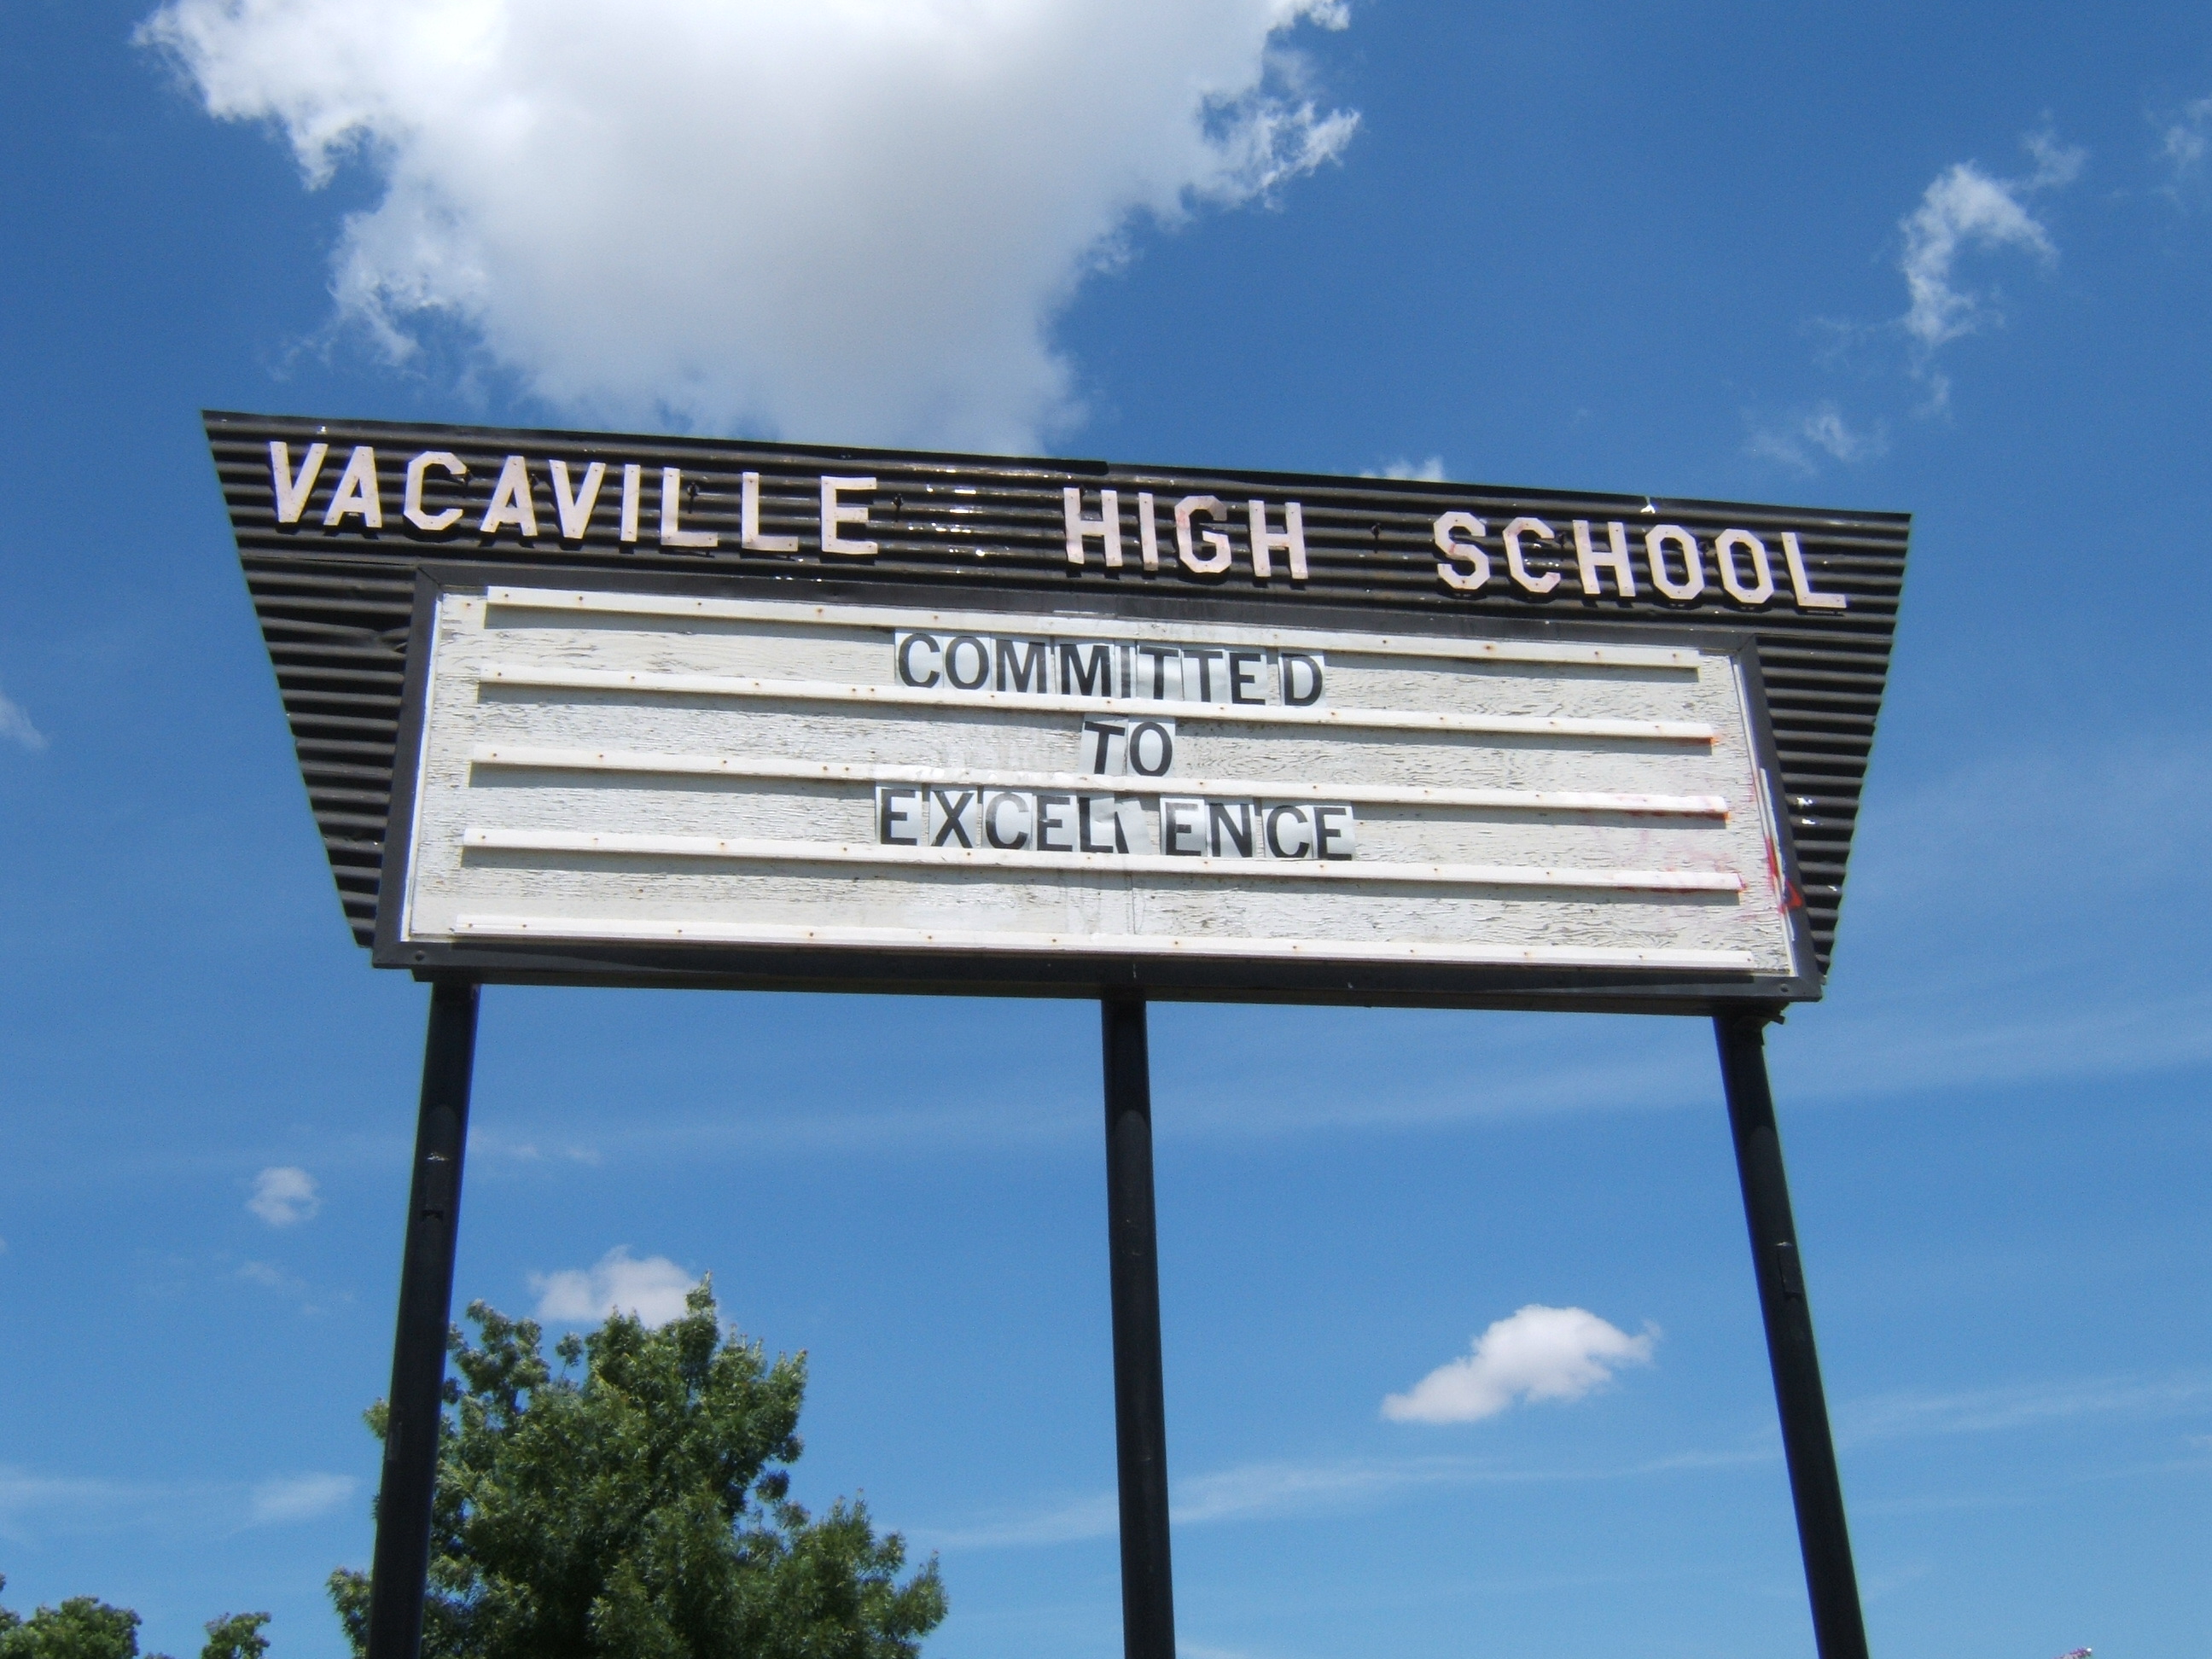 VACAVILLE HIGH SCHOOL
COMMITTED
TO
EXCELLENCE